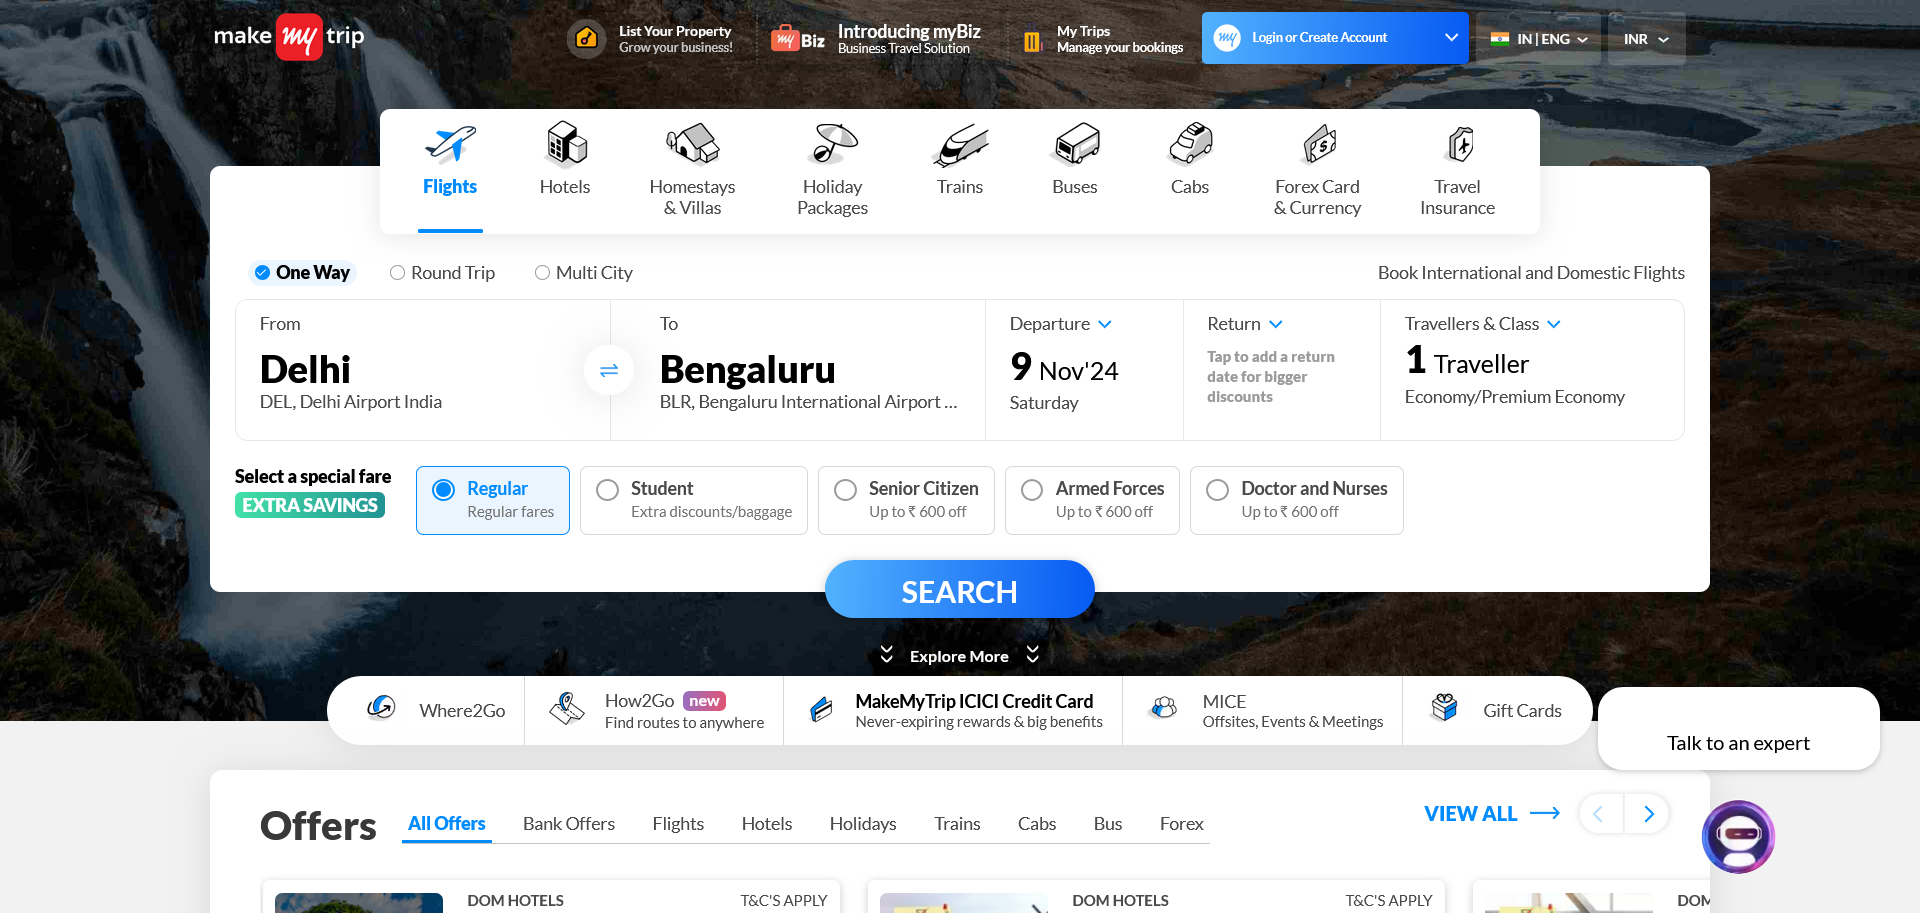 make my trip
List Your Property
Grow your business!
my Biz
Introducing myBiz
Business Travel Solution
My Trips
Manage your bookings
my
Login or Create Account
IN | ENG
INR
Flights
Hotels
Homestays
& Villas
Holiday
Packages
Trains
Buses
Cabs
Forex Card
& Currency
Travel
Insurance
One Way
Round Trip
Multi City
Book International and Domestic Flights
From
Delhi
DEL, Delhi Airport India
To
Bengaluru
BLR, Bengaluru International Airport ...
Departure
9 Nov'24
Saturday
Return
Tap to add a return
date for bigger
discounts
Travellers & Class
1 Traveller
Economy/Premium Economy
Select a special fare
EXTRA SAVINGS
Regular
Regular fares
Student
Extra discounts/baggage
Senior Citizen
Up to ₹ 600 off
Armed Forces
Up to ₹ 600 off
Doctor and Nurses
Up to ₹ 600 off
SEARCH
Explore More
Where2Go
How2Go new
Find routes to anywhere
MakeMyTrip ICICI Credit Card
Never-expiring rewards & big benefits
MICE
Offsites, Events & Meetings
Gift Cards
Talk to an expert
Offers
All Offers
Bank Offers
Flights
Hotels
Holidays
Trains
Cabs
Bus
Forex
VIEW ALL
DOM HOTELS
T&C'S APPLY
DOM HOTELS
T&C'S APPLY
DOM